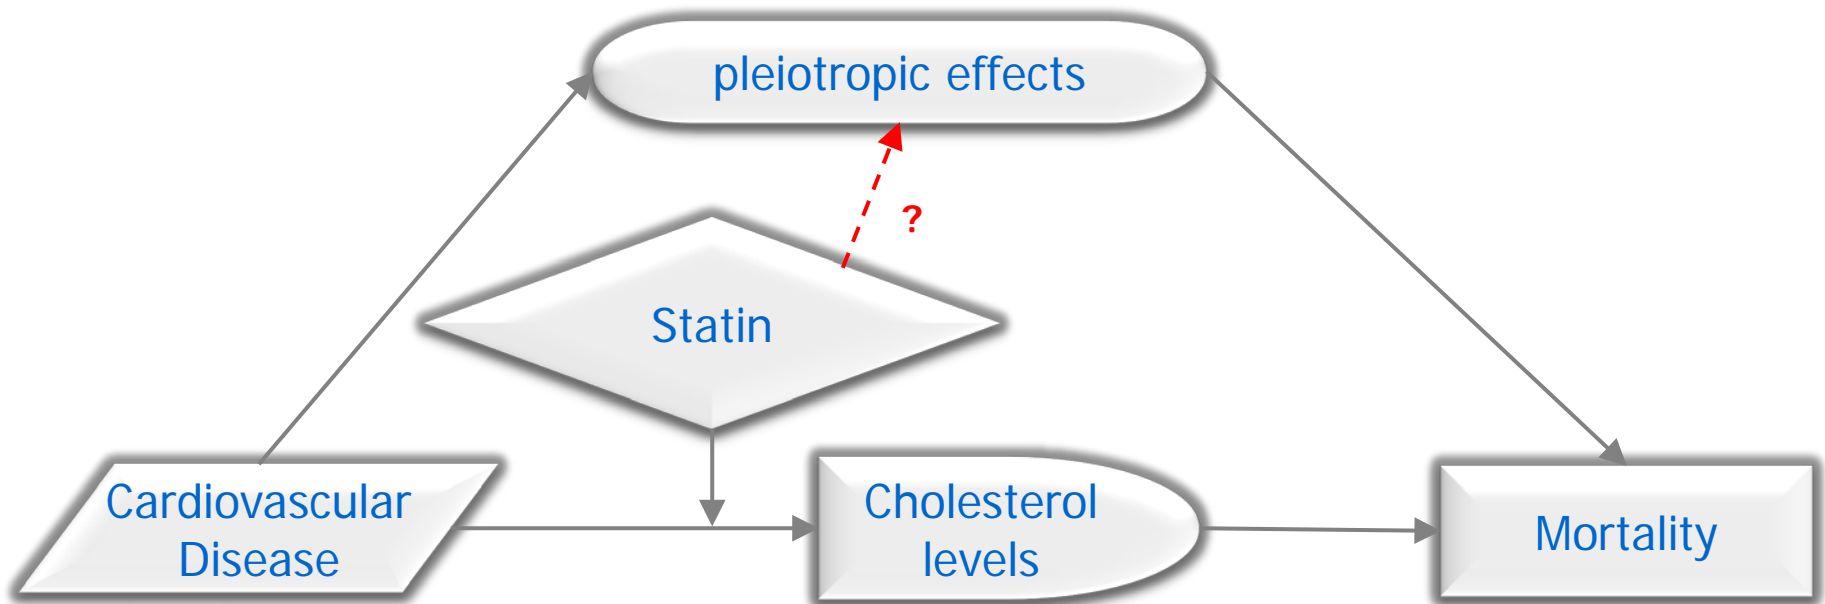 pleiotropic effects
?
Statin
Cardiovascular
Disease
Cholesterol
levels
Mortality